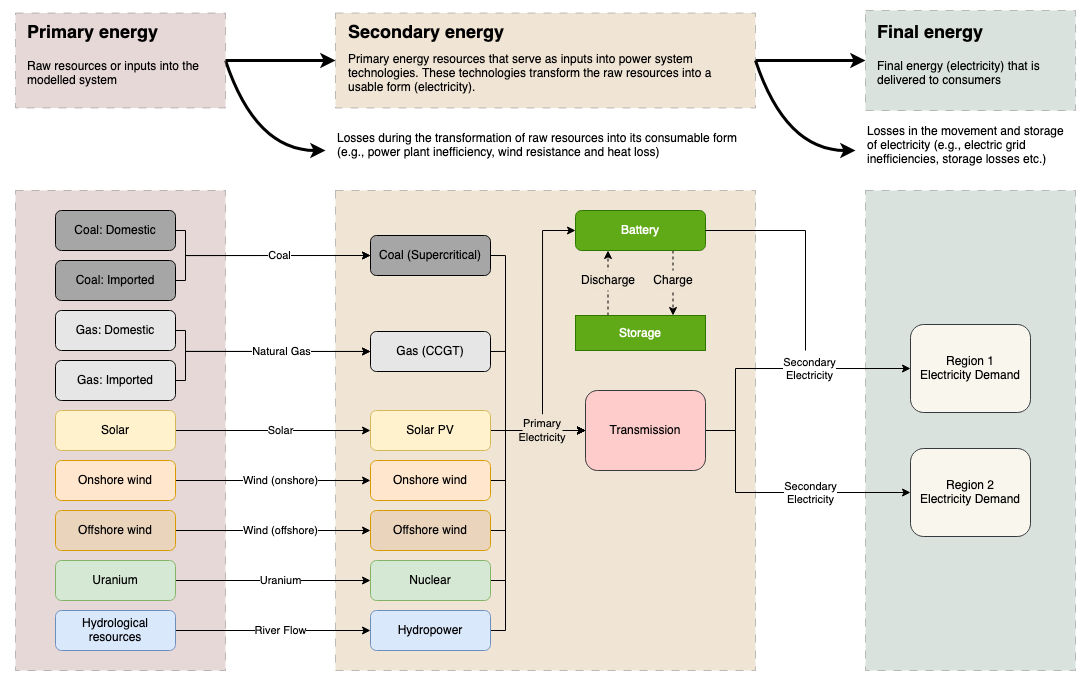 Primary energy
Raw resources or inputs into the
modelled system
Secondary energy
Primary energy resources that serve as inputs into power system
technologies. These technologies transform the raw resources into a
usable form (electricity).
Final energy
Final energy (electricity) that is
delivered to consumers
Losses during the transformation of raw resources into its consumable form
(e.g., power plant inefficiency, wind resistance and heat loss)
Losses in the movement and storage
of electricity (e.g., electric grid
inefficiencies, storage losses etc.)
Coal: Domestic
Coal: Imported
Gas: Domestic
Gas: Imported
Solar
Onshore wind
Offshore wind
Uranium
Hydrological
resources
Coal
Natural Gas
Solar
Wind (onshore)
Wind (offshore)
Uranium
River Flow
Coal (Supercritical)
Gas (CCGT)
Solar PV
Onshore wind
Offshore wind
Nuclear
Hydropower
Primary
Electricity
Battery
Discharge
Charge
Storage
Transmission
Secondary
Electricity
Secondary
Electricity
Region 1
Electricity Demand
Region 2
Electricity Demand